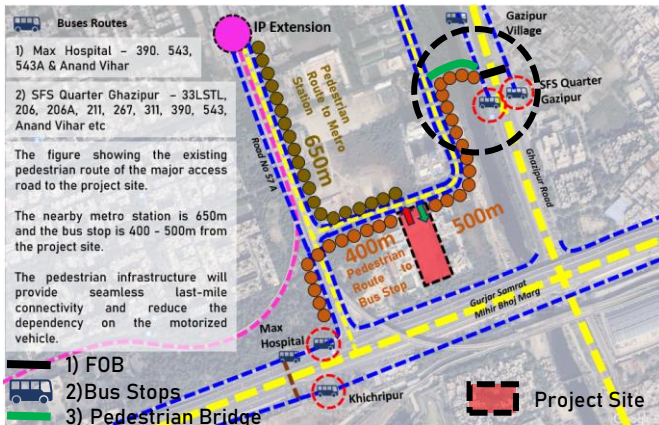 Buses Routes
1) Max Hospital – 390. 543,
543A & Anand Vihar
2) SFS Quarter Ghazipur – 33LSTL,
206, 206A, 211, 267, 311, 390, 543,
Anand Vihar etc
The figure showing the existing
pedestrian route of the major access
road to the project site.
The nearby metro station is 650m
and the bus stop is 400 - 500m from
the project site.
The pedestrian infrastructure will
provide seamless last-mile
connectivity and reduce the
dependency on the motorized
vehicle.
1) FOB
2)Bus Stops
3) Pedestrian Bridge
IP Extension
Pedestrian
Route to Metro
Station
650m
Road No 57 A
Gazipur
Village
SFS Quarter
Gazipur
Ghazipur Road
500m
400m
Pedestrian
Route to
Bus Stop
Gurjar Samrat
Mihir Bhoj Marg
Max
Hospital
Khichripur
Project Site